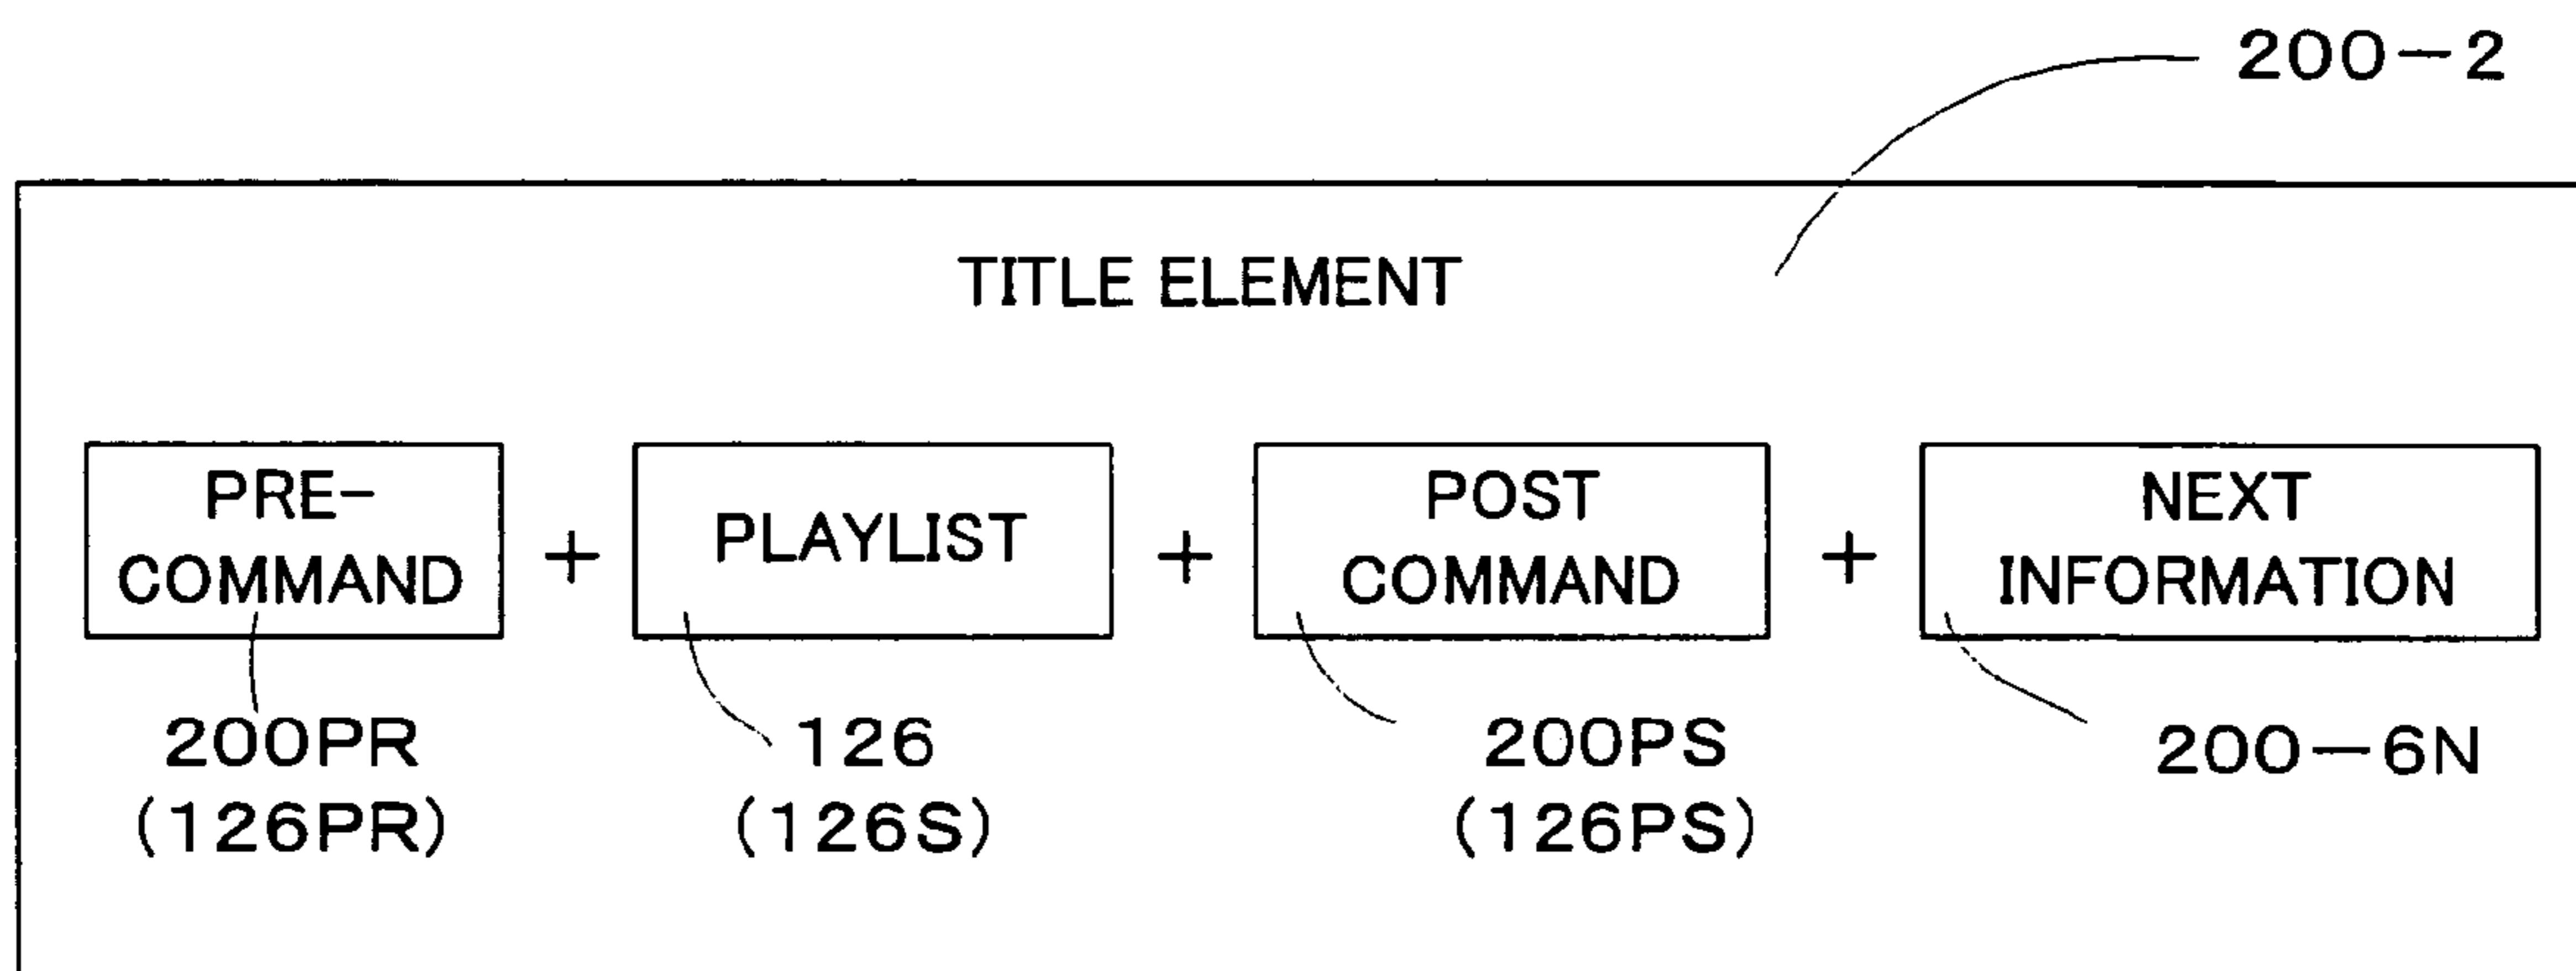 200-2
TITLE ELEMENT
PRE-
COMMAND
+
PLAYLIST
+
POST
COMMAND
+
NEXT
INFORMATION
200PR
(126PR)
126
(126S)
200PS
(126PS)
200-6N